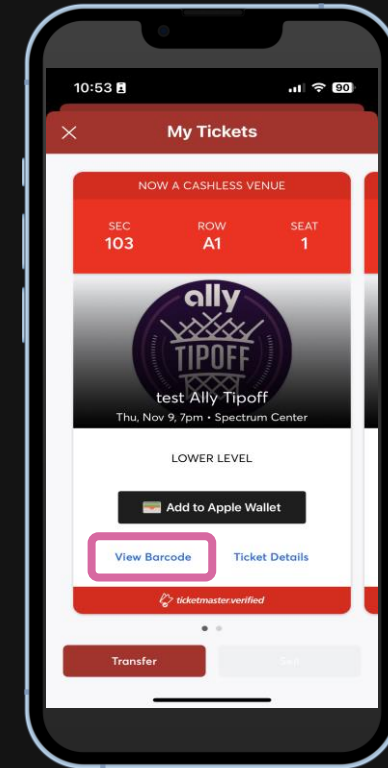 10:53
90
My Tickets
NOW A CASHLESS VENUE
SEC ROW SEAT
103 A1 1
ally
TIPOFF
test Ally Tipoff
Thu, Nov 9, 7pm • Spectrum Center
LOWER LEVEL
Add to Apple Wallet
View Barcode Ticket Details
ticketmaster.verified
Transfer